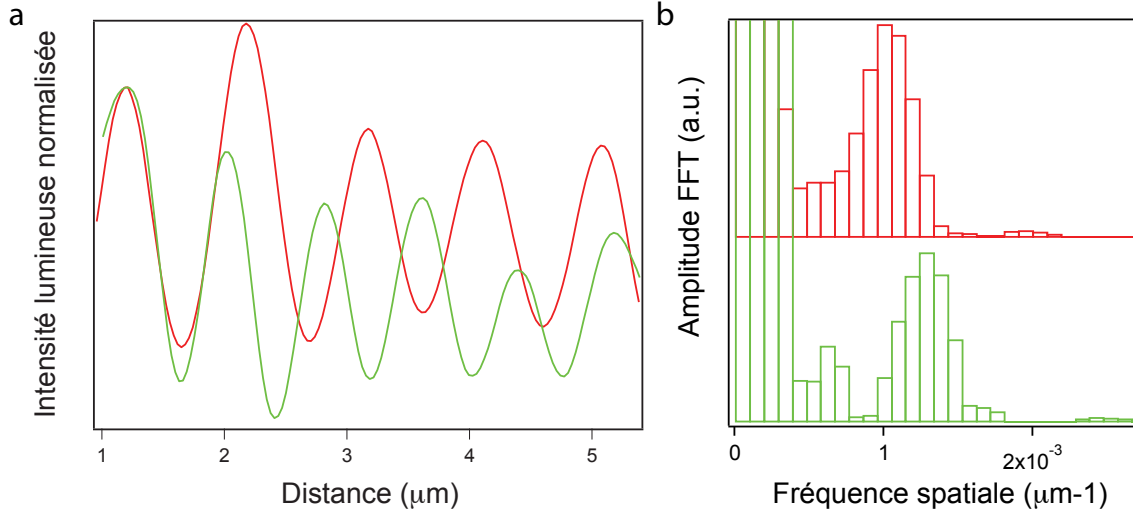 a
Intensité lumineuse normalisée
1
2
3
4
5
Distance (μm)
b
Amplitude FFT (a.u.)
0
1
2x10⁻³
Fréquence spatiale (μm-1)